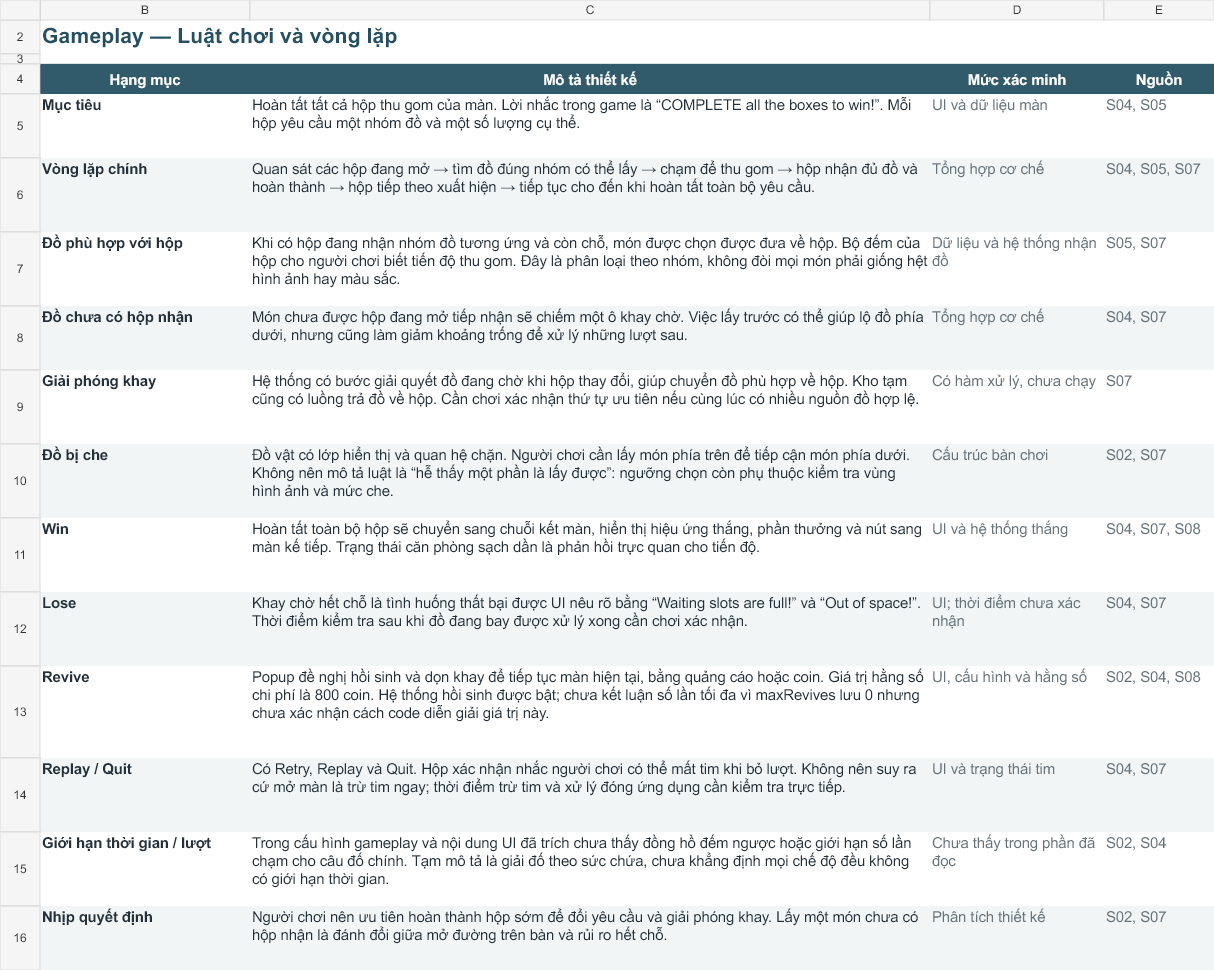 B C D E
2 Gameplay — Luật chơi và vòng lặp
3
4 Hạng mục Mô tả thiết kế Mức xác minh Nguồn
5 Mục tiêu Hoàn tất tất cả hộp thu gom của màn. Lời nhắc trong game là “COMPLETE all the boxes to win!”. Mỗi UI và dữ liệu màn S04, S05
hộp yêu cầu một nhóm đồ và một số lượng cụ thể.
6 Vòng lặp chính Quan sát các hộp đang mở → tìm đồ đúng nhóm có thể lấy → chạm để thu gom → hộp nhận đủ đồ và Tổng hợp cơ chế S04, S05, S07
hoàn thành → hộp tiếp theo xuất hiện → tiếp tục cho đến khi hoàn tất toàn bộ yêu cầu.
7 Đồ phù hợp với hộp Khi có hộp đang nhận nhóm đồ tương ứng và còn chỗ, món được chọn được đưa về hộp. Bộ đếm của Dữ liệu và hệ thống nhận S05, S07
hộp cho người chơi biết tiến độ thu gom. Đây là phân loại theo nhóm, không đòi mọi món phải giống hệt đồ
hình ảnh hay màu sắc.
8 Đồ chưa có hộp nhận Món chưa được hộp đang mở tiếp nhận sẽ chiếm một ô khay chờ. Việc lấy trước có thể giúp lộ đồ phía Tổng hợp cơ chế S04, S07
dưới, nhưng cũng làm giảm khoảng trống để xử lý những lượt sau.
9 Giải phóng khay Hệ thống có bước giải quyết đồ đang chờ khi hộp thay đổi, giúp chuyển đồ phù hợp về hộp. Kho tạm Có hàm xử lý, chưa chạy S07
cũng có luồng trả đồ về hộp. Cần chơi xác nhận thứ tự ưu tiên nếu cùng lúc có nhiều nguồn đồ hợp lệ.
10 Đồ bị che Đồ vật có lớp hiển thị và quan hệ chặn. Người chơi cần lấy món phía trên để tiếp cận món phía dưới. Cấu trúc bàn chơi S02, S07
Không nên mô tả luật là “hễ thấy một phần là lấy được”: ngưỡng chọn còn phụ thuộc kiểm tra vùng
hình ảnh và mức che.
11 Win Hoàn tất toàn bộ hộp sẽ chuyển sang chuỗi kết màn, hiển thị hiệu ứng thắng, phần thưởng và nút sang UI và hệ thống thắng S04, S07, S08
màn kế tiếp. Trạng thái căn phòng sạch dần là phản hồi trực quan cho tiến độ.
12 Lose Khay chờ hết chỗ là tình huống thất bại được UI nêu rõ bằng “Waiting slots are full!” và “Out of space!”. UI; thời điểm chưa xác S04, S07
Thời điểm kiểm tra sau khi đồ đang bay được xử lý xong cần chơi xác nhận. nhận
13 Revive Popup đề nghị hồi sinh và dọn khay để tiếp tục màn hiện tại, bằng quảng cáo hoặc coin. Giá trị hằng số UI, cấu hình và hằng số S02, S04, S08
chi phí là 800 coin. Hệ thống hồi sinh được bật; chưa kết luận số lần tối đa vì maxRevives lưu 0 nhưng
chưa xác nhận cách code diễn giải giá trị này.
14 Replay / Quit Có Retry, Replay và Quit. Hộp xác nhận nhắc người chơi có thể mất tim khi bỏ lượt. Không nên suy ra UI và trạng thái tim S04, S07
cứ mở màn là trừ tim ngay; thời điểm trừ tim và xử lý đóng ứng dụng cần kiểm tra trực tiếp.
15 Giới hạn thời gian / lượt Trong cấu hình gameplay và nội dung UI đã trích chưa thấy đồng hồ đếm ngược hoặc giới hạn số lần Chưa thấy trong phần đã S02, S04
chạm cho câu đố chính. Tạm mô tả là giải đố theo sức chứa, chưa khẳng định mọi chế độ đều không đọc
có giới hạn thời gian.
16 Nhịp quyết định Người chơi nên ưu tiên hoàn thành hộp sớm để đổi yêu cầu và giải phóng khay. Lấy một món chưa có Phân tích thiết kế S02, S07
hộp nhận là đánh đổi giữa mở đường trên bàn và rủi ro hết chỗ.